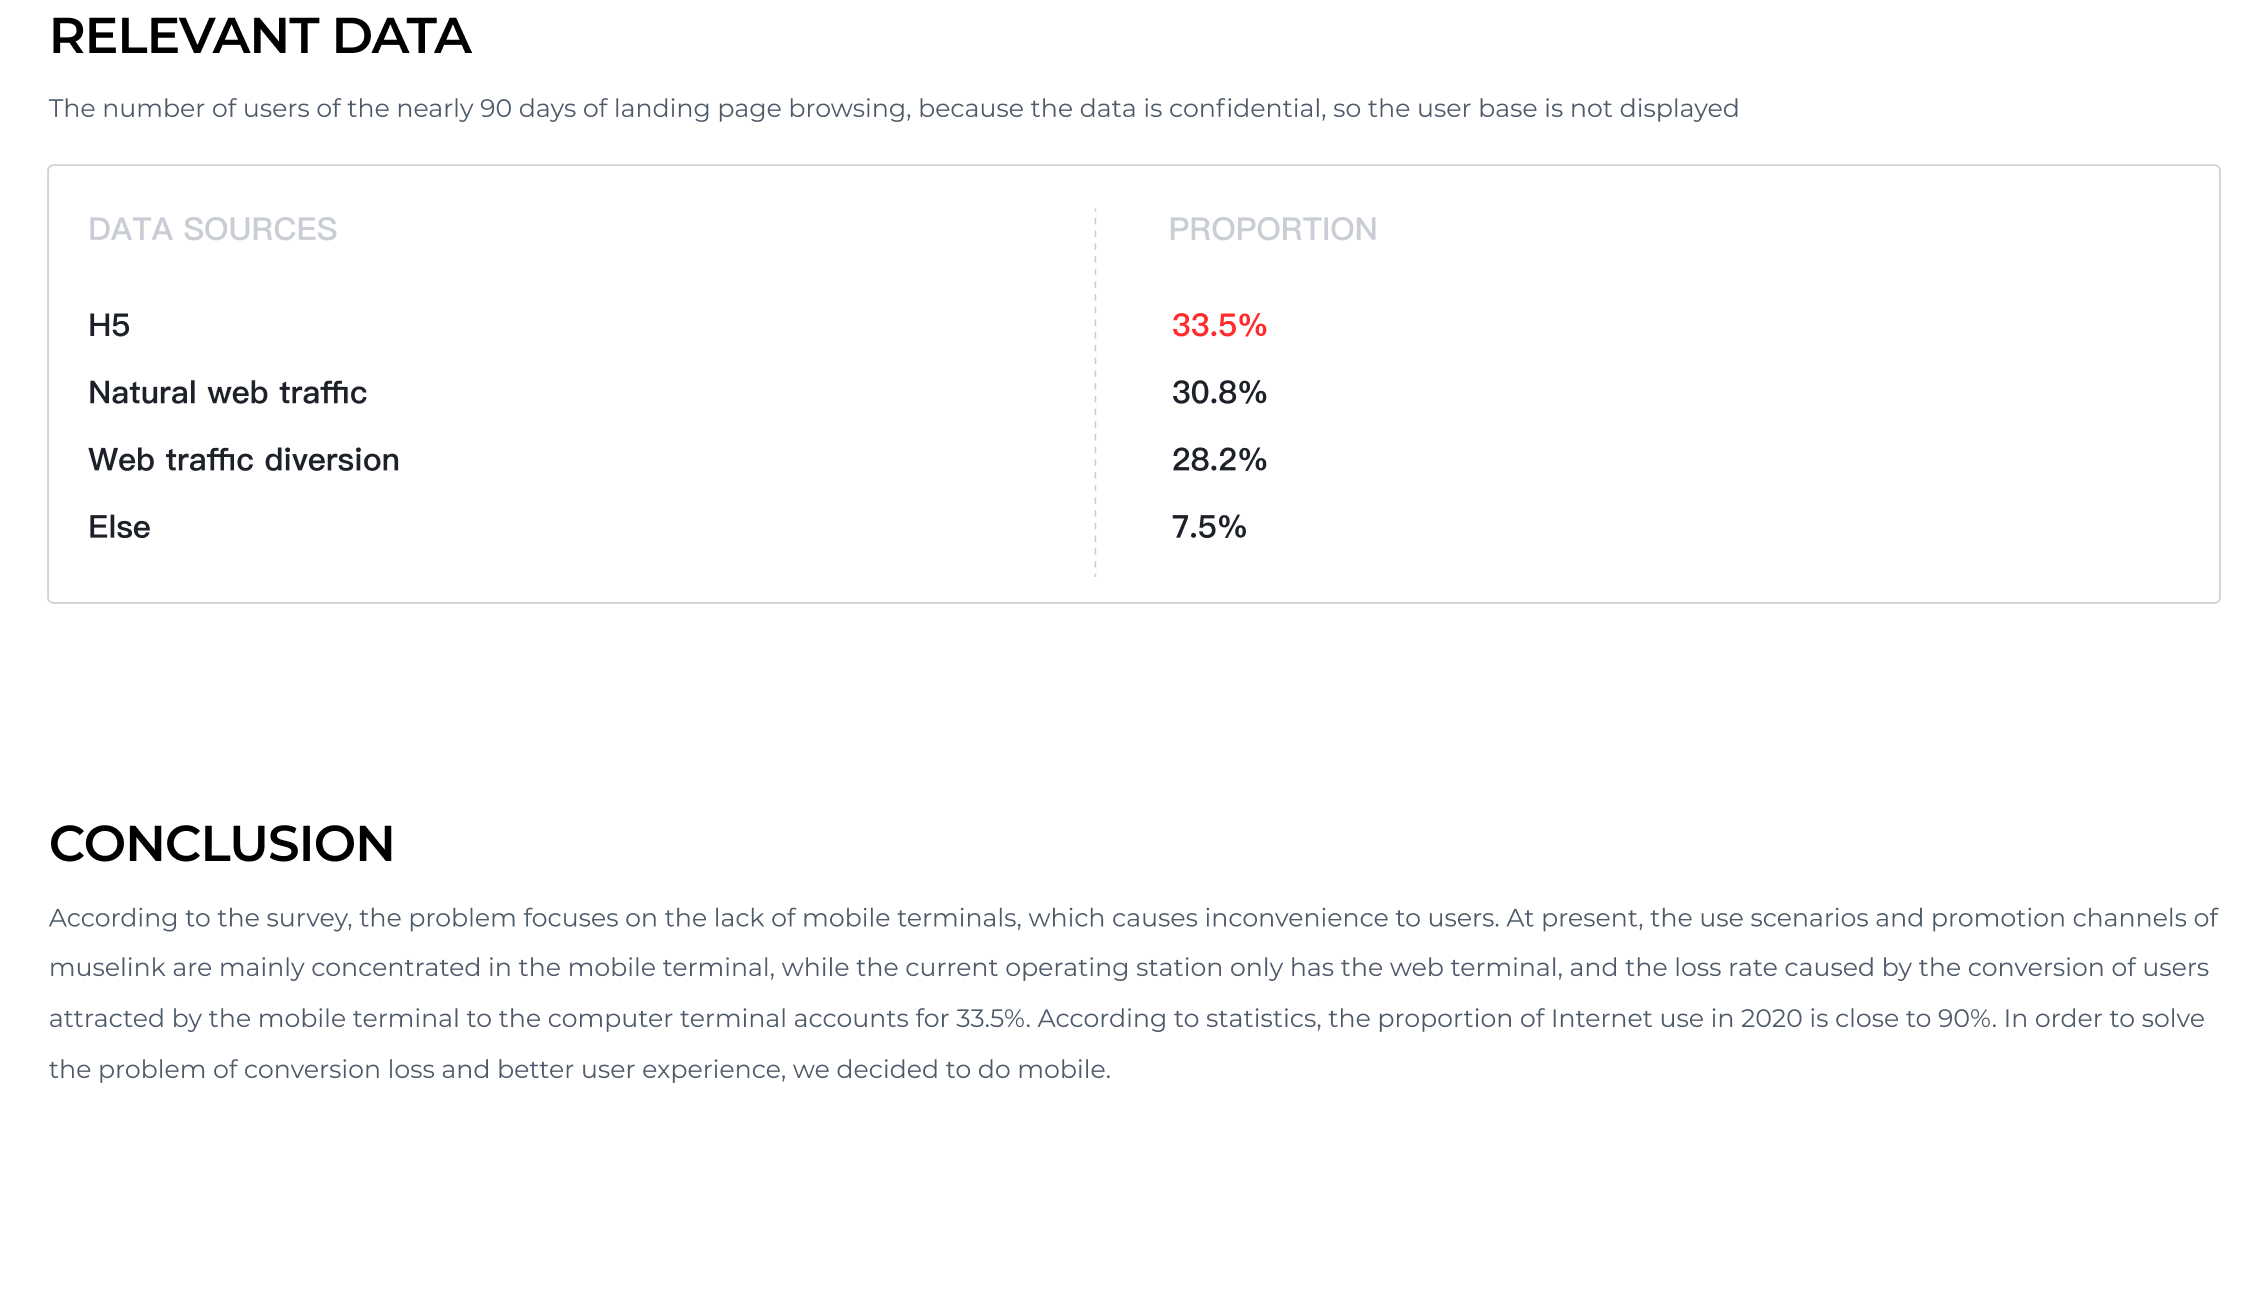 RELEVANT DATA
The number of users of the nearly 90 days of landing page browsing, because the data is confidential, so the user base is not displayed
DATA SOURCES
PROPORTION
H5
33.5%
Natural web traffic
30.8%
Web traffic diversion
28.2%
Else
7.5%
CONCLUSION
According to the survey, the problem focuses on the lack of mobile terminals, which causes inconvenience to users. At present, the use scenarios and promotion channels of
muselink are mainly concentrated in the mobile terminal, while the current operating station only has the web terminal, and the loss rate caused by the conversion of users
attracted by the mobile terminal to the computer terminal accounts for 33.5%. According to statistics, the proportion of Internet use in 2020 is close to 90%. In order to solve
the problem of conversion loss and better user experience, we decided to do mobile.